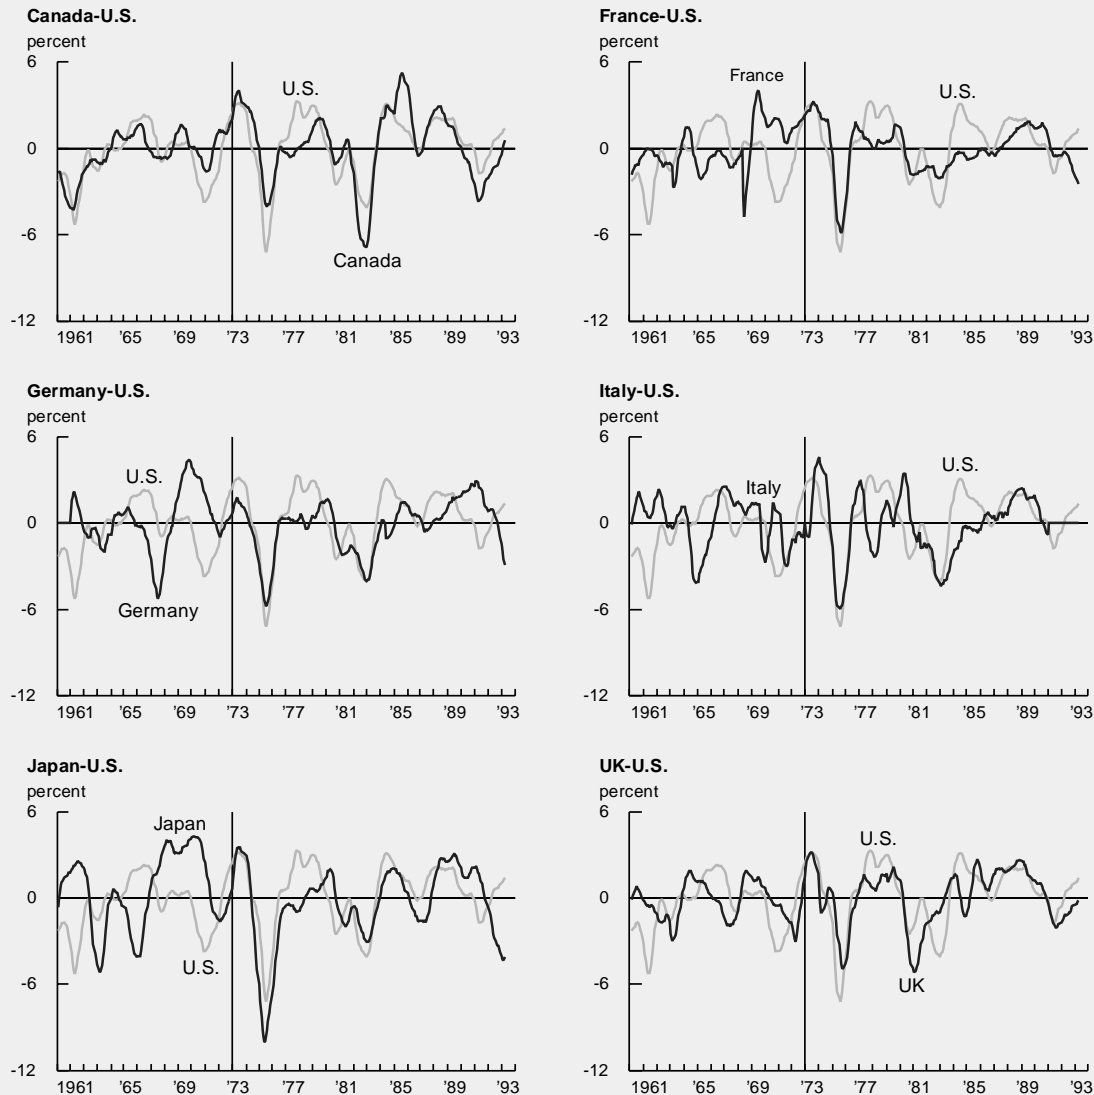 Canada-U.S.
percent
6
U.S.
0
-6
Canada
-12
1961 '65 '69 '73 '77 '81 '85 '89 '93
France-U.S.
percent
6
France
U.S.
0
-6
-12
1961 '65 '69 '73 '77 '81 '85 '89 '93
Germany-U.S.
percent
6
U.S.
0
-6
Germany
-12
1961 '65 '69 '73 '77 '81 '85 '89 '93
Italy-U.S.
percent
6
U.S.
Italy
0
-6
-12
1961 '65 '69 '73 '77 '81 '85 '89 '93
Japan-U.S.
percent
6
Japan
0
U.S.
-6
-12
1961 '65 '69 '73 '77 '81 '85 '89 '93
UK-U.S.
percent
6
U.S.
0
-6
UK
-12
1961 '65 '69 '73 '77 '81 '85 '89 '93